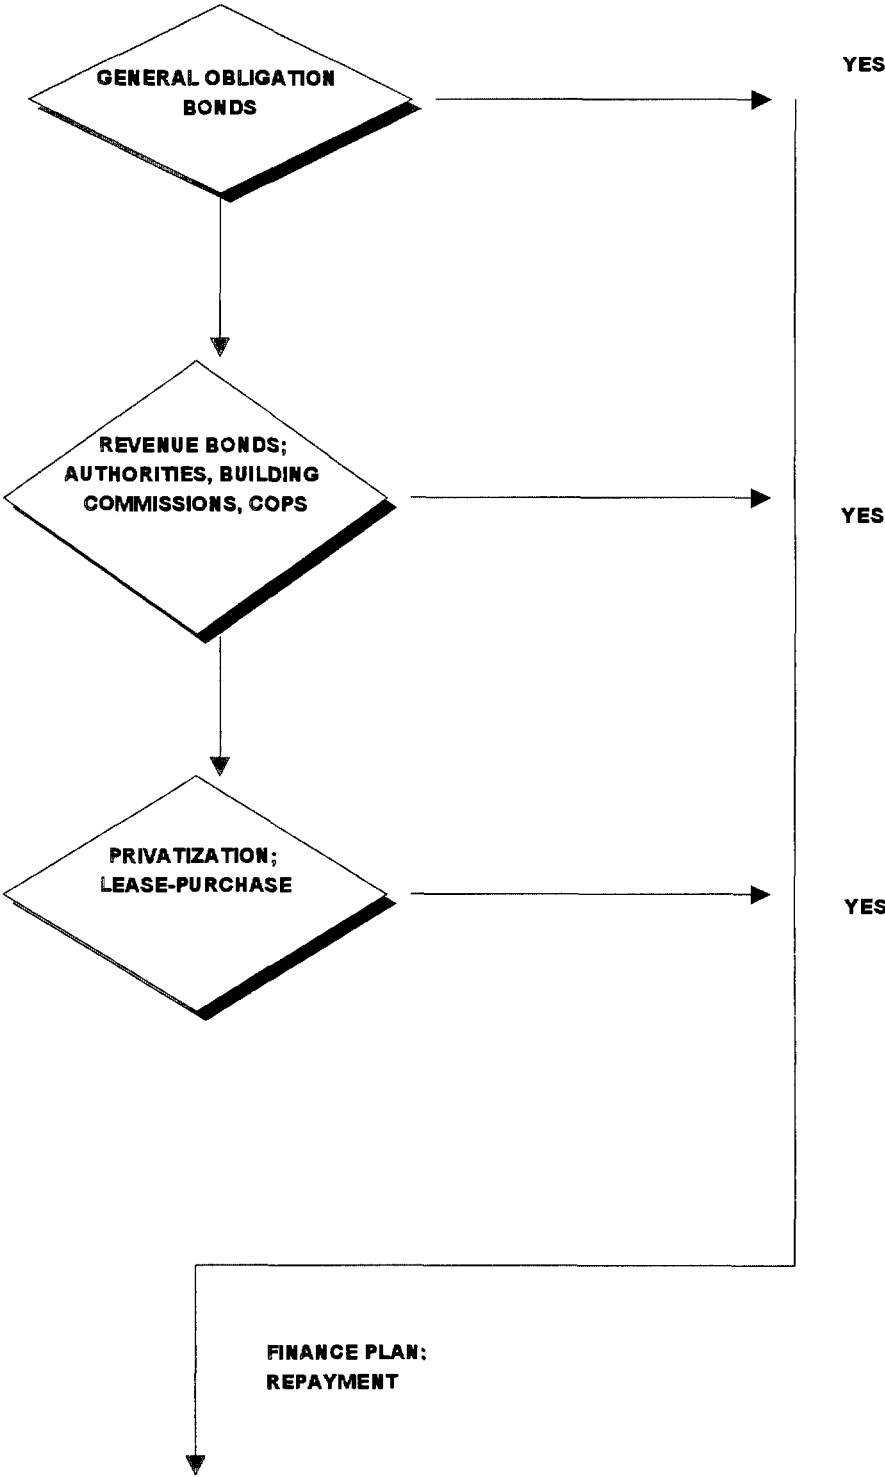 GENERAL OBLIGATION
BONDS
YES
REVENUE BONDS;
AUTHORITIES, BUILDING
COMMISSIONS, COPS
YES
PRIVATIZATION;
LEASE-PURCHASE
YES
FINANCE PLAN:
REPAYMENT